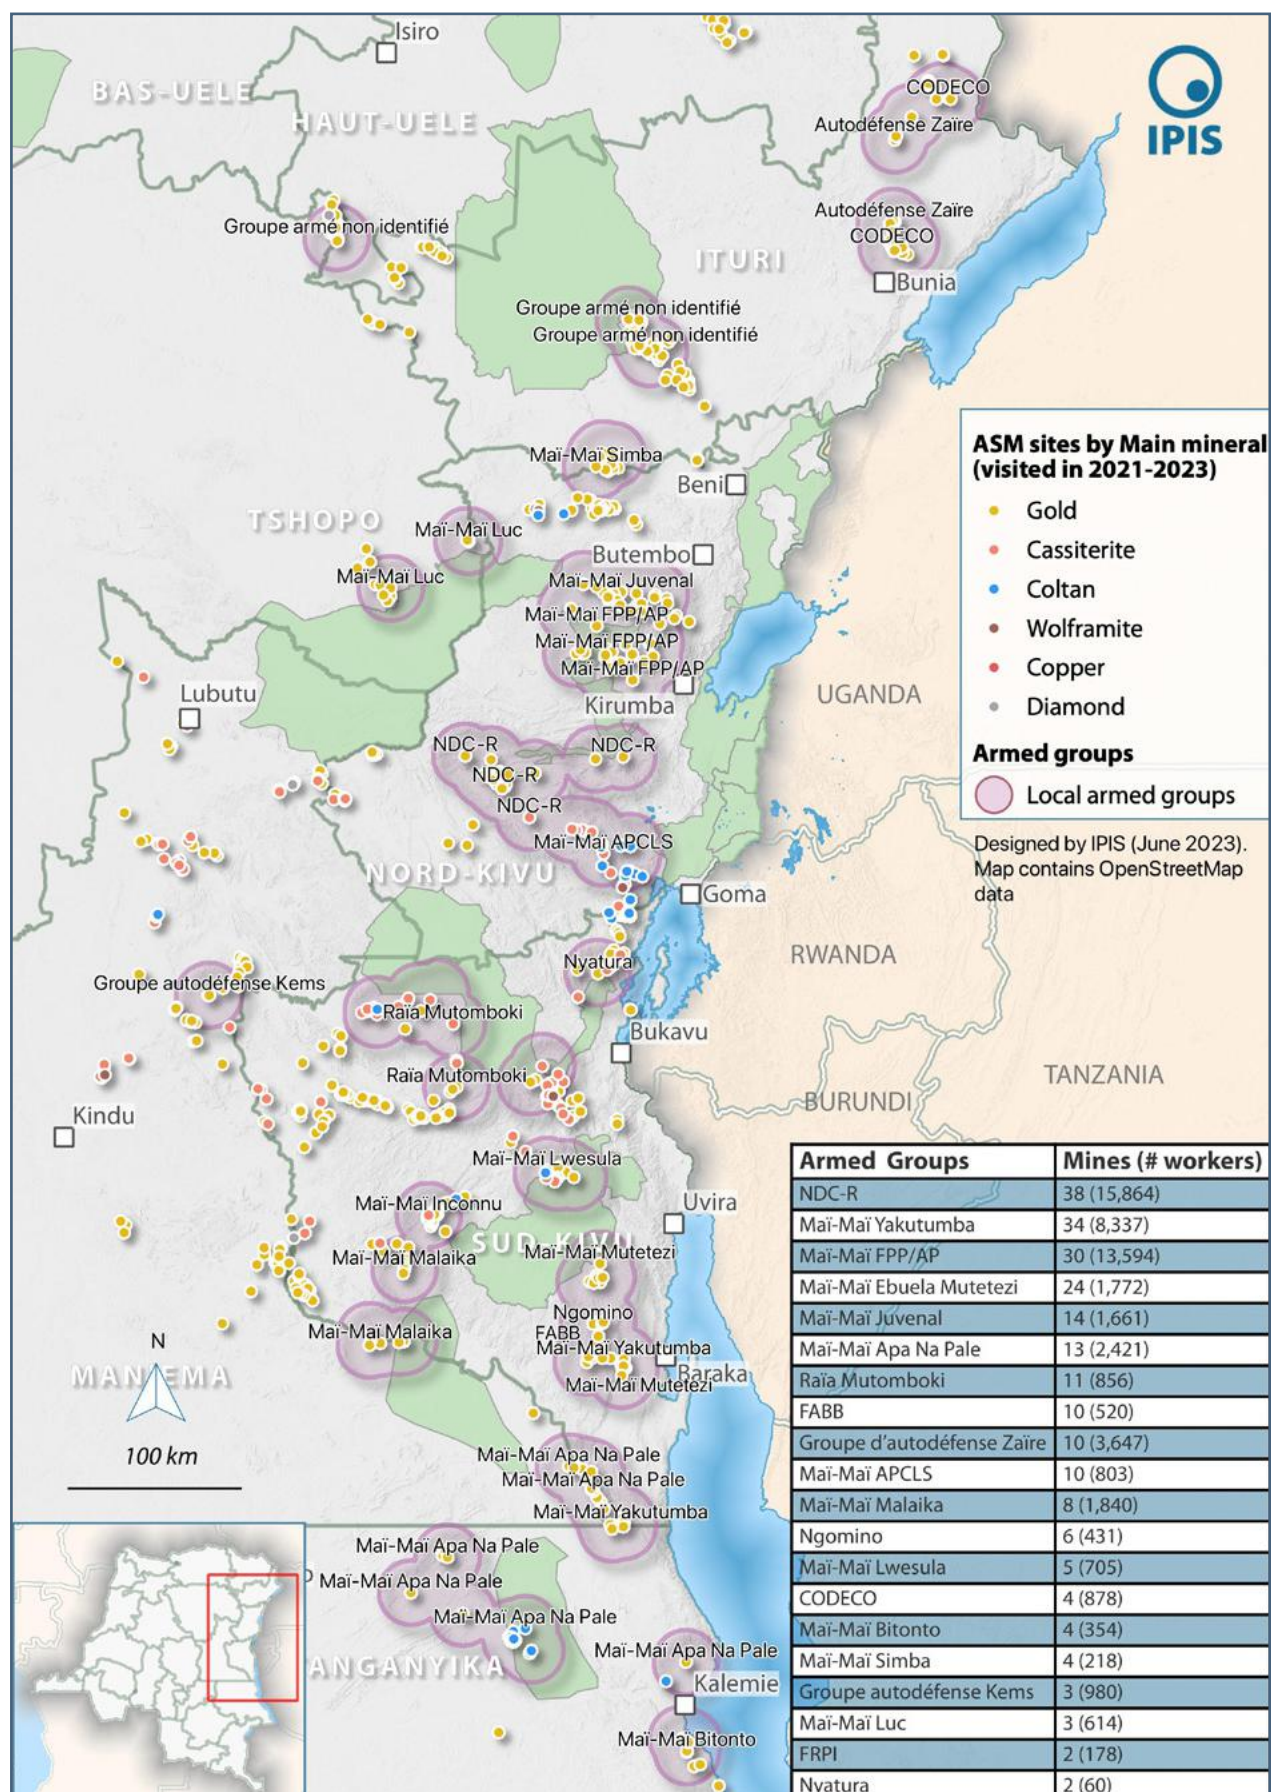 Isiro
BAS-UELE
HAUT-UELE
CODECO
Autodéfense Zaïre
IPIS
Autodéfense Zaïre
CODECO
Groupe armé non identifié
ITURI
Bunia
Groupe armé non identifié
Groupe armé non identifié
Maï-Maï Simba
Beni
TSHOPO
Maï-Maï Luc
Butembo
Maï-Maï Luc
Maï-Maï Juvenal
Maï-Maï FPP/AP
Maï-Maï FPP/AP
Maï-Maï FPP/AP
Kirumba
Lubutu
UGANDA
ASM sites by Main mineral
(visited in 2021-2023)
Gold
Cassiterite
Coltan
Wolframite
Copper
Diamond
Armed groups
Local armed groups
Designed by IPIS (June 2023).
Map contains OpenStreetMap
data
NDC-R
NDC-R
NDC-R
NDC-R
Maï-Maï APCLS
NORD-KIVU
Goma
RWANDA
Nyatura
Groupe autodéfense Kems
Raïa Mutomboki
Bukavu
Raïa Mutomboki
TANZANIA
BURUNDI
Kindu
Maï-Maï Lwesula
Maï-Maï Inconnu
Uvira
SUD-KIVU
Maï-Maï Mutetezi
Maï-Maï Malaika
Ngomino
FABB
Maï-Maï Malaika
Maï-Maï Yakutumba
Baraka
Maï-Maï Mutetezi
N
MANIEMA
100 km
Maï-Maï Apa Na Pale
Maï-Maï Apa Na Pale
Maï-Maï Yakutumba
Maï-Maï Apa Na Pale
Maï-Maï Apa Na Pale
Maï-Maï Apa Na Pale
ANGANYIKA
Maï-Maï Apa Na Pale
Kalemie
Maï-Maï Bitonto
Armed Groups Mines (# workers)
NDC-R 38 (15,864)
Maï-Maï Yakutumba 34 (8,337)
Maï-Maï FPP/AP 30 (13,594)
Maï-Maï Ebuela Mutetezi 24 (1,772)
Maï-Maï Juvenal 14 (1,661)
Maï-Maï Apa Na Pale 13 (2,421)
Raïa Mutomboki 11 (856)
FABB 10 (520)
Groupe d'autodéfense Zaïre 10 (3,647)
Maï-Maï APCLS 10 (803)
Maï-Maï Malaika 8 (1,840)
Ngomino 6 (431)
Maï-Maï Lwesula 5 (705)
CODECO 4 (878)
Maï-Maï Bitonto 4 (354)
Maï-Maï Simba 4 (218)
Groupe autodéfense Kems 3 (980)
Maï-Maï Luc 3 (614)
FRPI 2 (178)
Nyatura 2 (60)